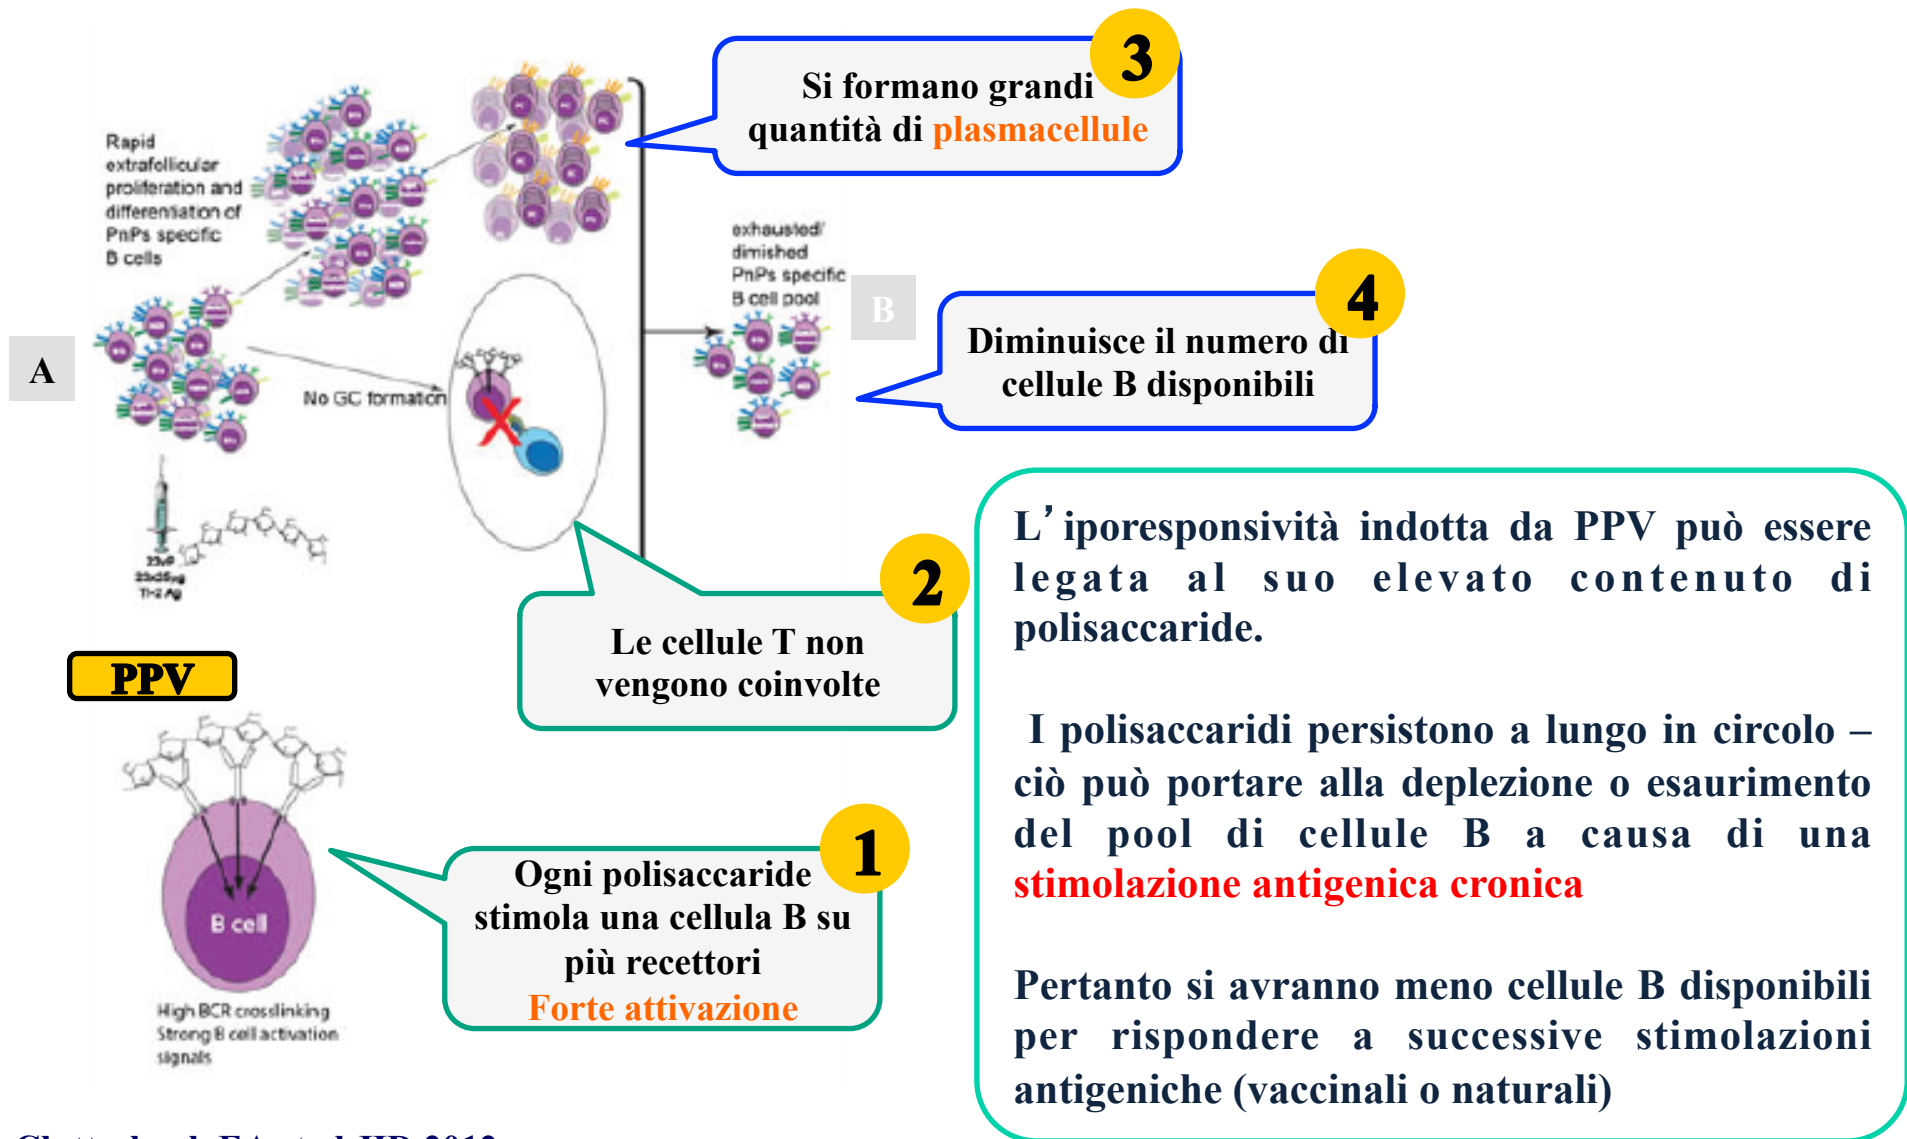 3
Si formano grandi
quantità di plasmacellule
Rapid
extrafollicular
proliferation and
differentiation of
PnPs specific
B cells
exhausted/
dimished
PnPs specific
B cell pool
B
4
Diminuisce il numero di
cellule B disponibili
A
No GC formation
23vP
23x25µg
TI-2 Ag
2
Le cellule T non
vengono coinvolte
PPV
B cell
High BCR crosslinking
Strong B cell activation
signals
1
Ogni polisaccaride
stimola una cellula B su
più recettori
Forte attivazione
L’ iporesponsività indotta da PPV può essere
legata al suo elevato contenuto di
polisaccaride.
I polisaccaridi persistono a lungo in circolo –
ciò può portare alla deplezione o esaurimento
del pool di cellule B a causa di una
stimolazione antigenica cronica
Pertanto si avranno meno cellule B disponibili
per rispondere a successive stimolazioni
antigeniche (vaccinali o naturali)